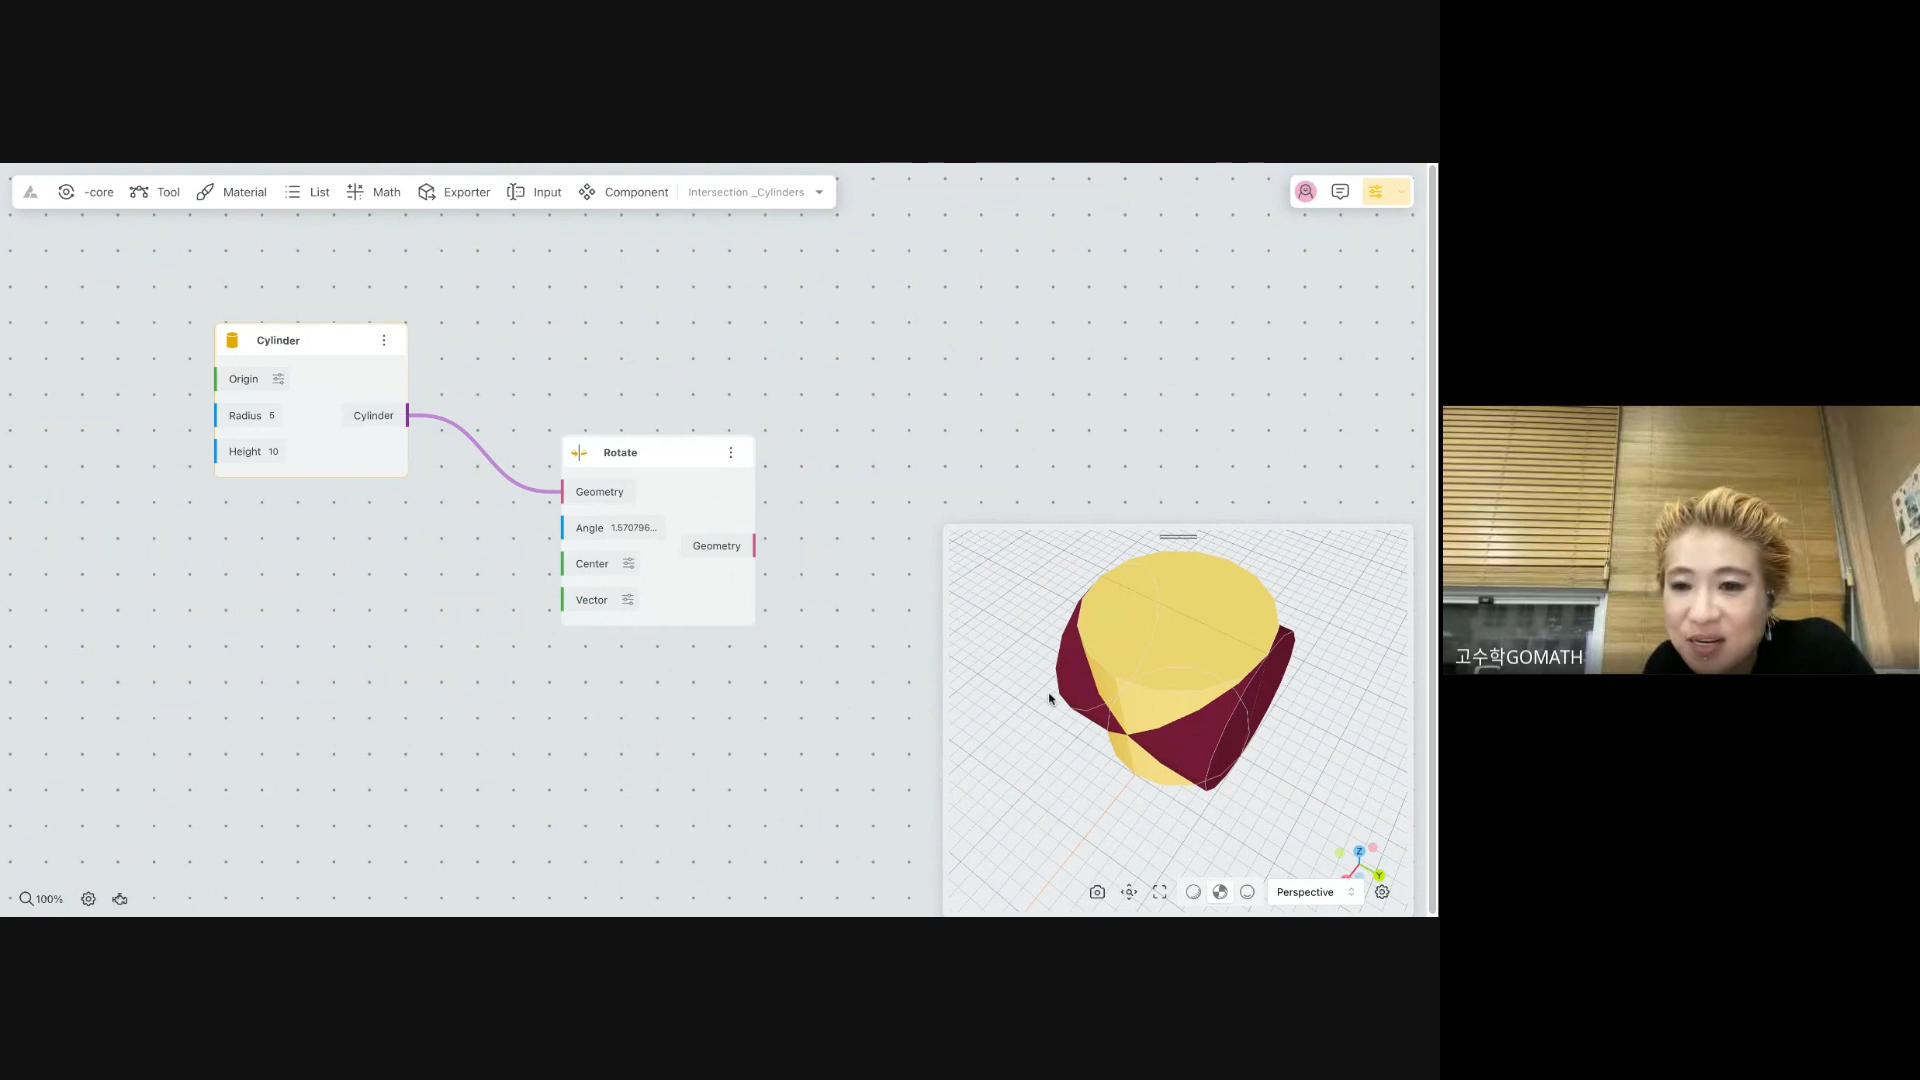 -core Tool Material List Math Exporter Input Component Intersection _Cylinders
Cylinder
Origin
Radius 5
Cylinder
Height 10
Rotate
Geometry
Angle 1.570796...
Geometry
Center
Vector
고수학GOMATH
Z
Y
100%
Perspective